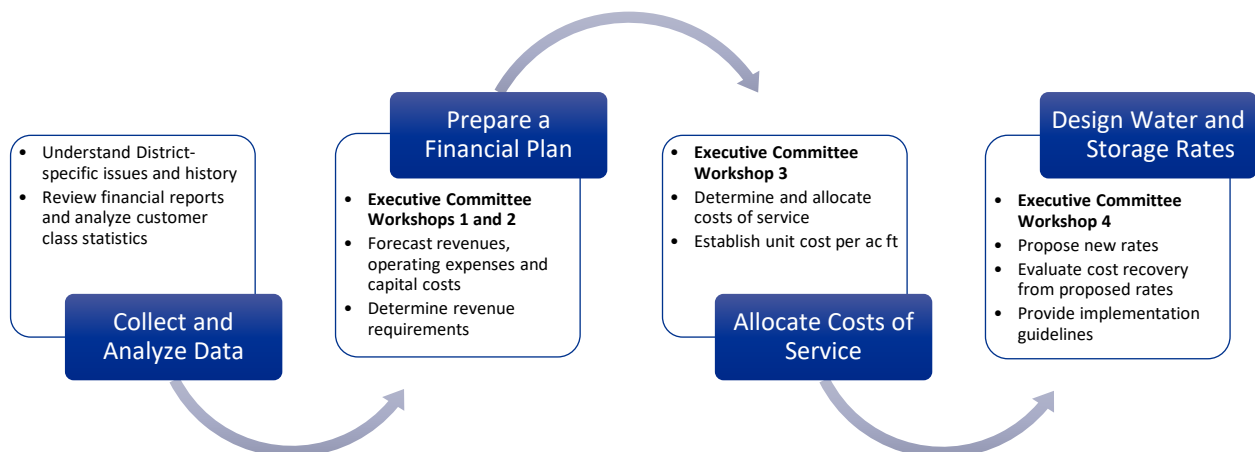 • Understand District-
specific issues and history
• Review financial reports
and analyze customer
class statistics
Collect and
Analyze Data
Prepare a
Financial Plan
• Executive Committee
Workshops 1 and 2
• Forecast revenues,
operating expenses and
capital costs
• Determine revenue
requirements
• Executive Committee
Workshop 3
• Determine and allocate
costs of service
• Establish unit cost per ac ft
Allocate Costs of
Service
Design Water and
Storage Rates
• Executive Committee
Workshop 4
• Propose new rates
• Evaluate cost recovery
from proposed rates
• Provide implementation
guidelines